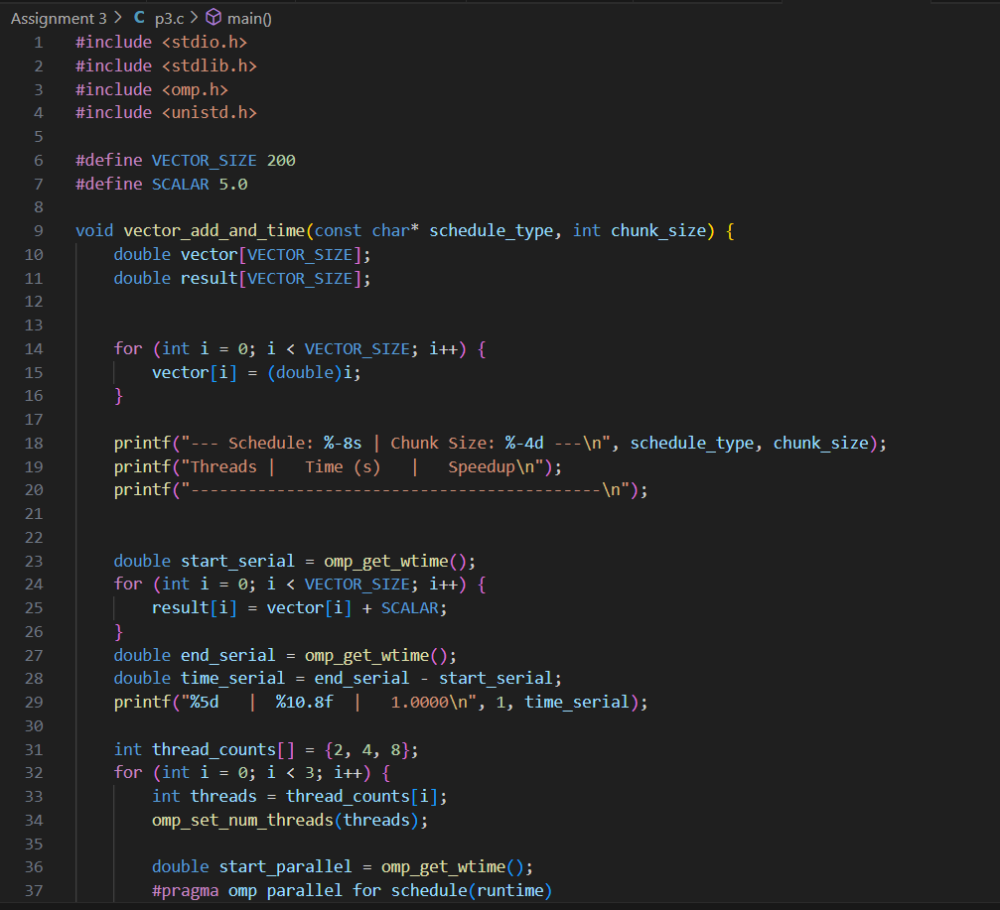 Assignment 3 > C p3.c > main()
1 #include <stdio.h>
2 #include <stdlib.h>
3 #include <omp.h>
4 #include <unistd.h>
5
6 #define VECTOR_SIZE 200
7 #define SCALAR 5.0
8
9 void vector_add_and_time(const char* schedule_type, int chunk_size) {
10     double vector[VECTOR_SIZE];
11     double result[VECTOR_SIZE];
12
13
14     for (int i = 0; i < VECTOR_SIZE; i++) {
15         vector[i] = (double)i;
16     }
17
18     printf("--- Schedule: %-8s | Chunk Size: %-4d ---\n", schedule_type, chunk_size);
19     printf("Threads |   Time (s)   |   Speedup\n");
20     printf("-------------------------------------------\n");
21
22
23     double start_serial = omp_get_wtime();
24     for (int i = 0; i < VECTOR_SIZE; i++) {
25         result[i] = vector[i] + SCALAR;
26     }
27     double end_serial = omp_get_wtime();
28     double time_serial = end_serial - start_serial;
29     printf("%5d   |  %10.8f  |   1.0000\n", 1, time_serial);
30
31     int thread_counts[] = {2, 4, 8};
32     for (int i = 0; i < 3; i++) {
33         int threads = thread_counts[i];
34         omp_set_num_threads(threads);
35
36         double start_parallel = omp_get_wtime();
37         #pragma omp parallel for schedule(runtime)